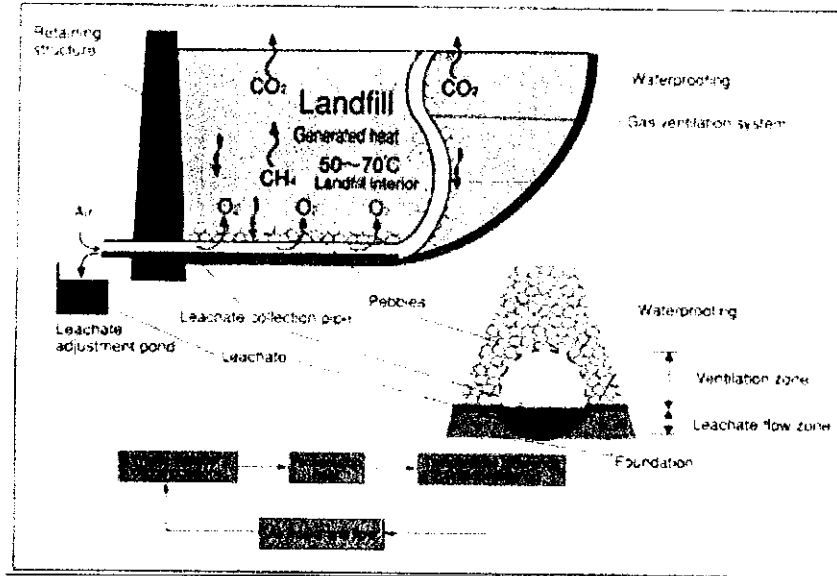 Retaining
structure
CO₂
CO₂
Landfill
Generated heat
50～70℃
CH₄
Landfill interior
O₂
O₂
O₂
Air
Waterproofing
Gas ventilation system
Pebbles
Leachate collection pipe
Leachate
adjustment pond
Leachate
Waterproofing
Ventilation zone
Leachate flow zone
Foundation